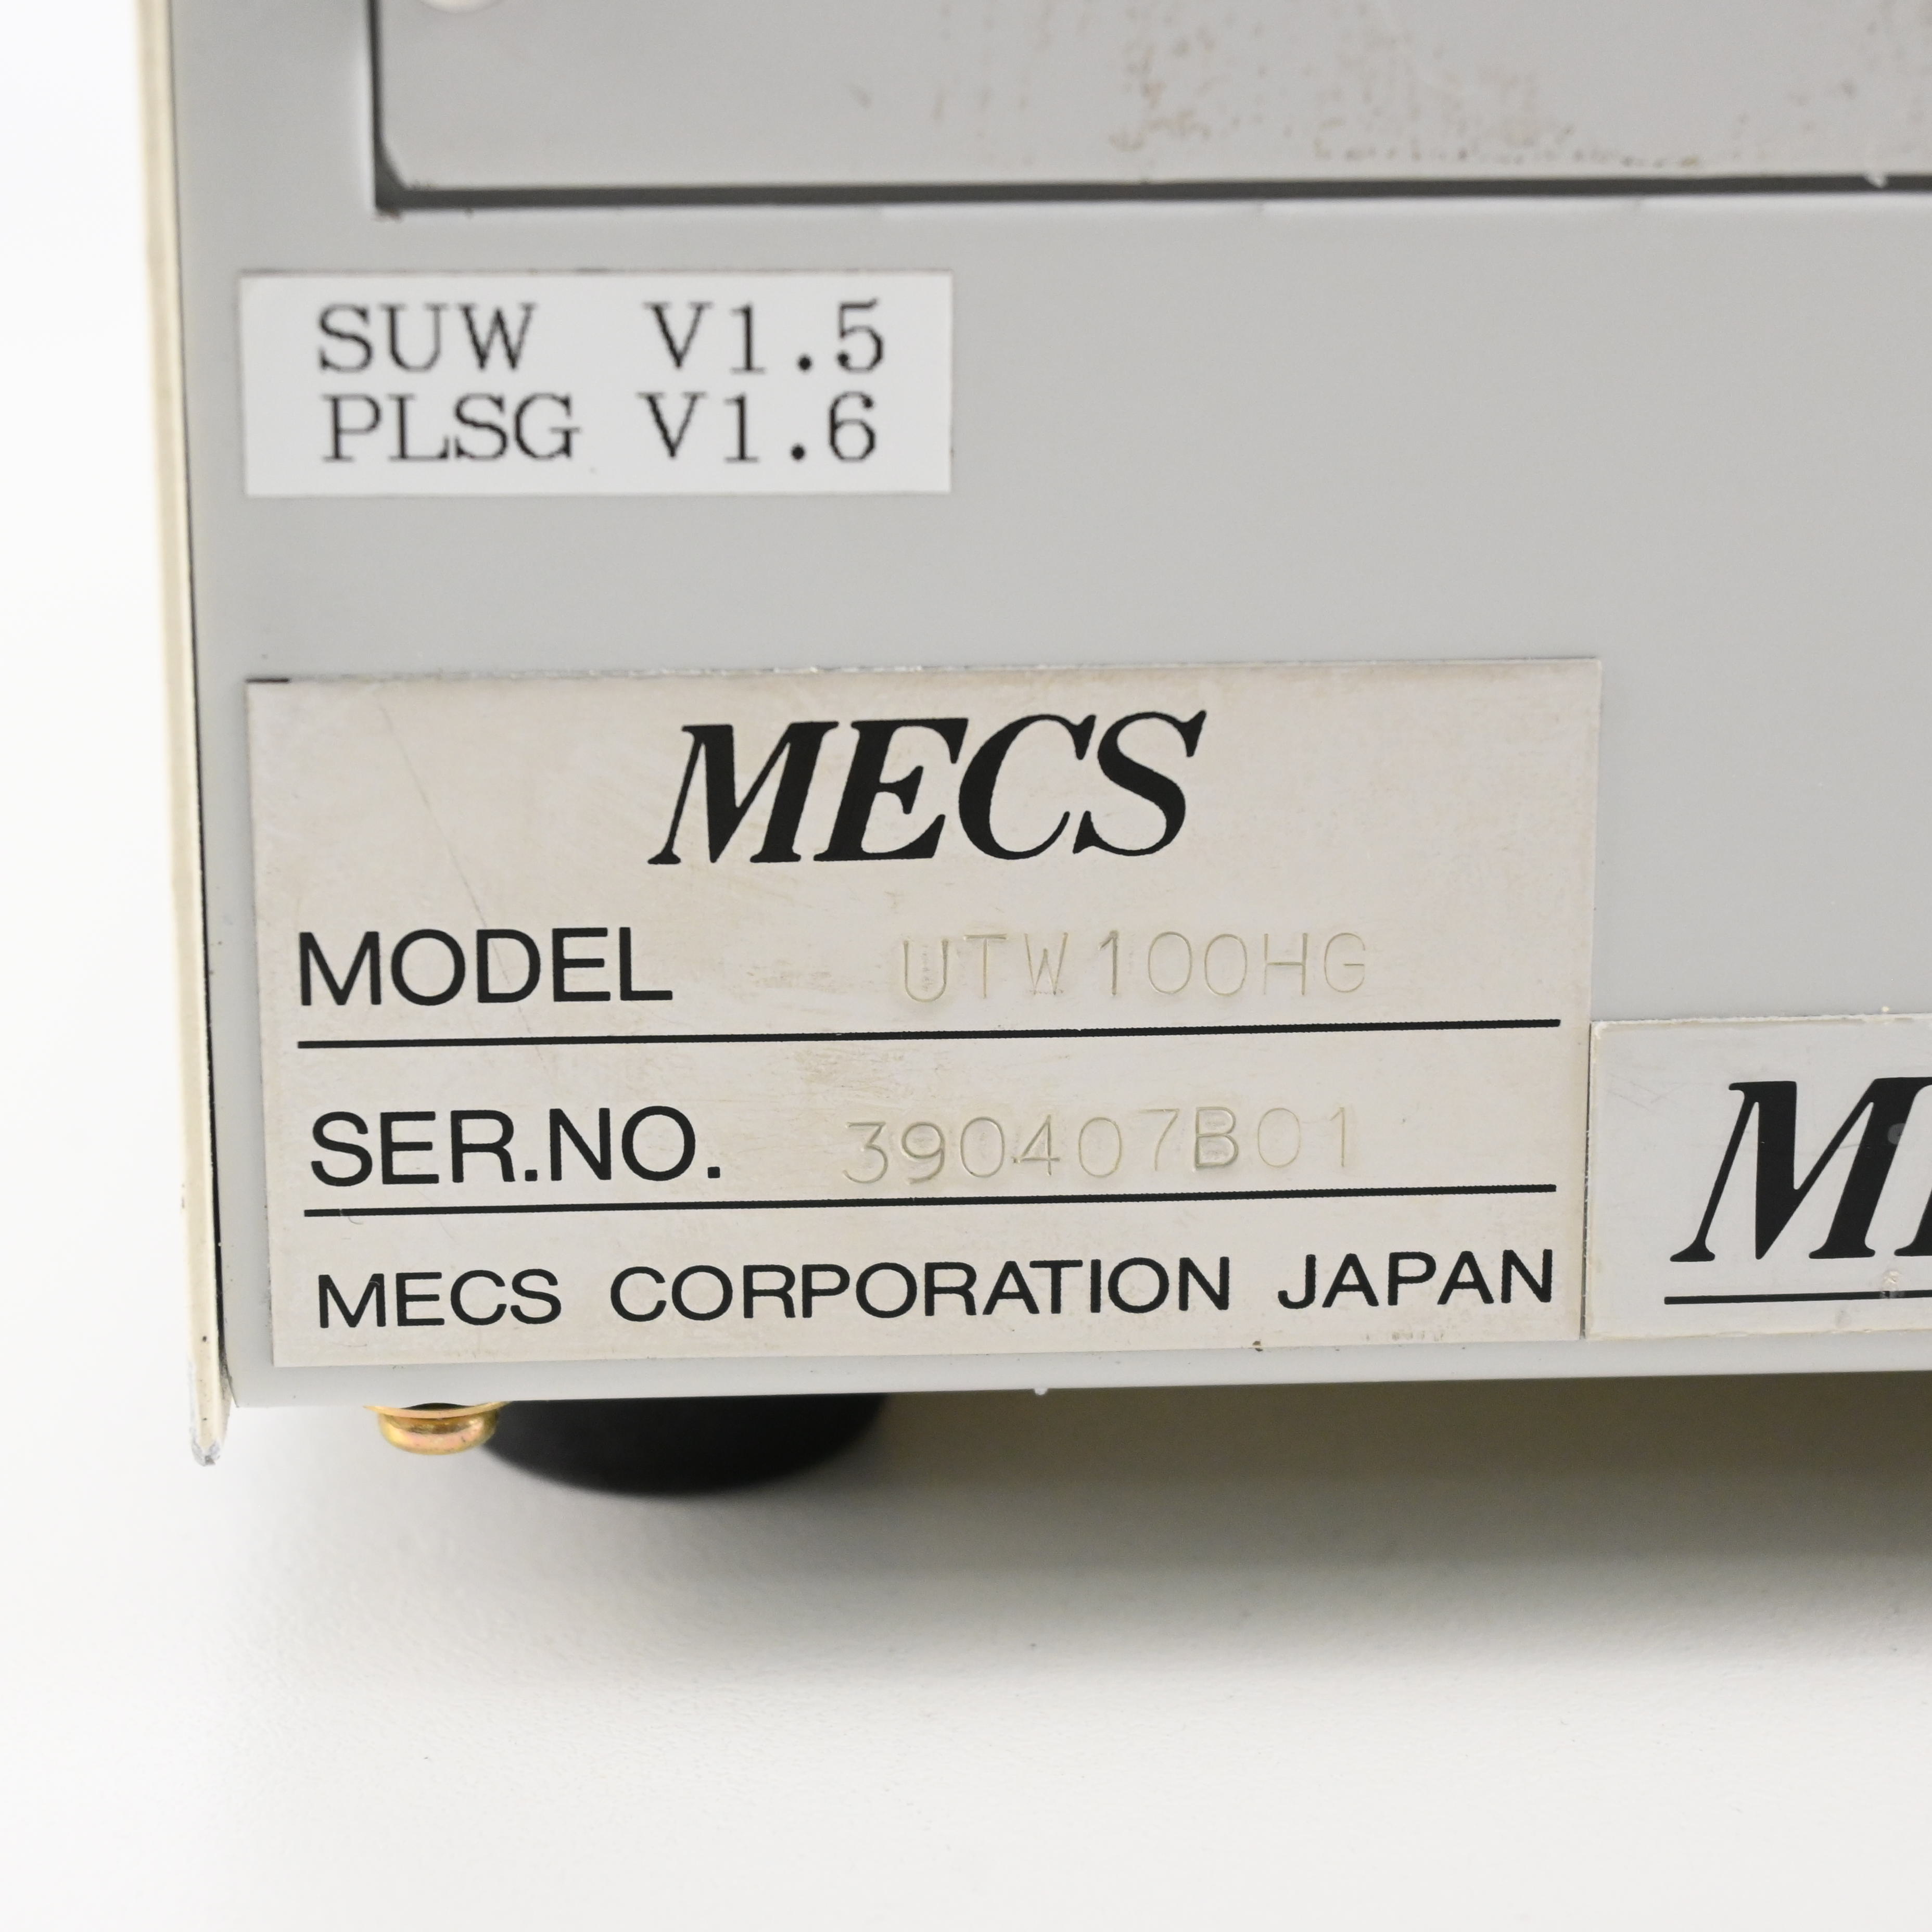 SUW V1.5
PLSG V1.6
MECS
MODEL UTW100HG
SER.NO. 390407B01
MECS CORPORATION JAPAN